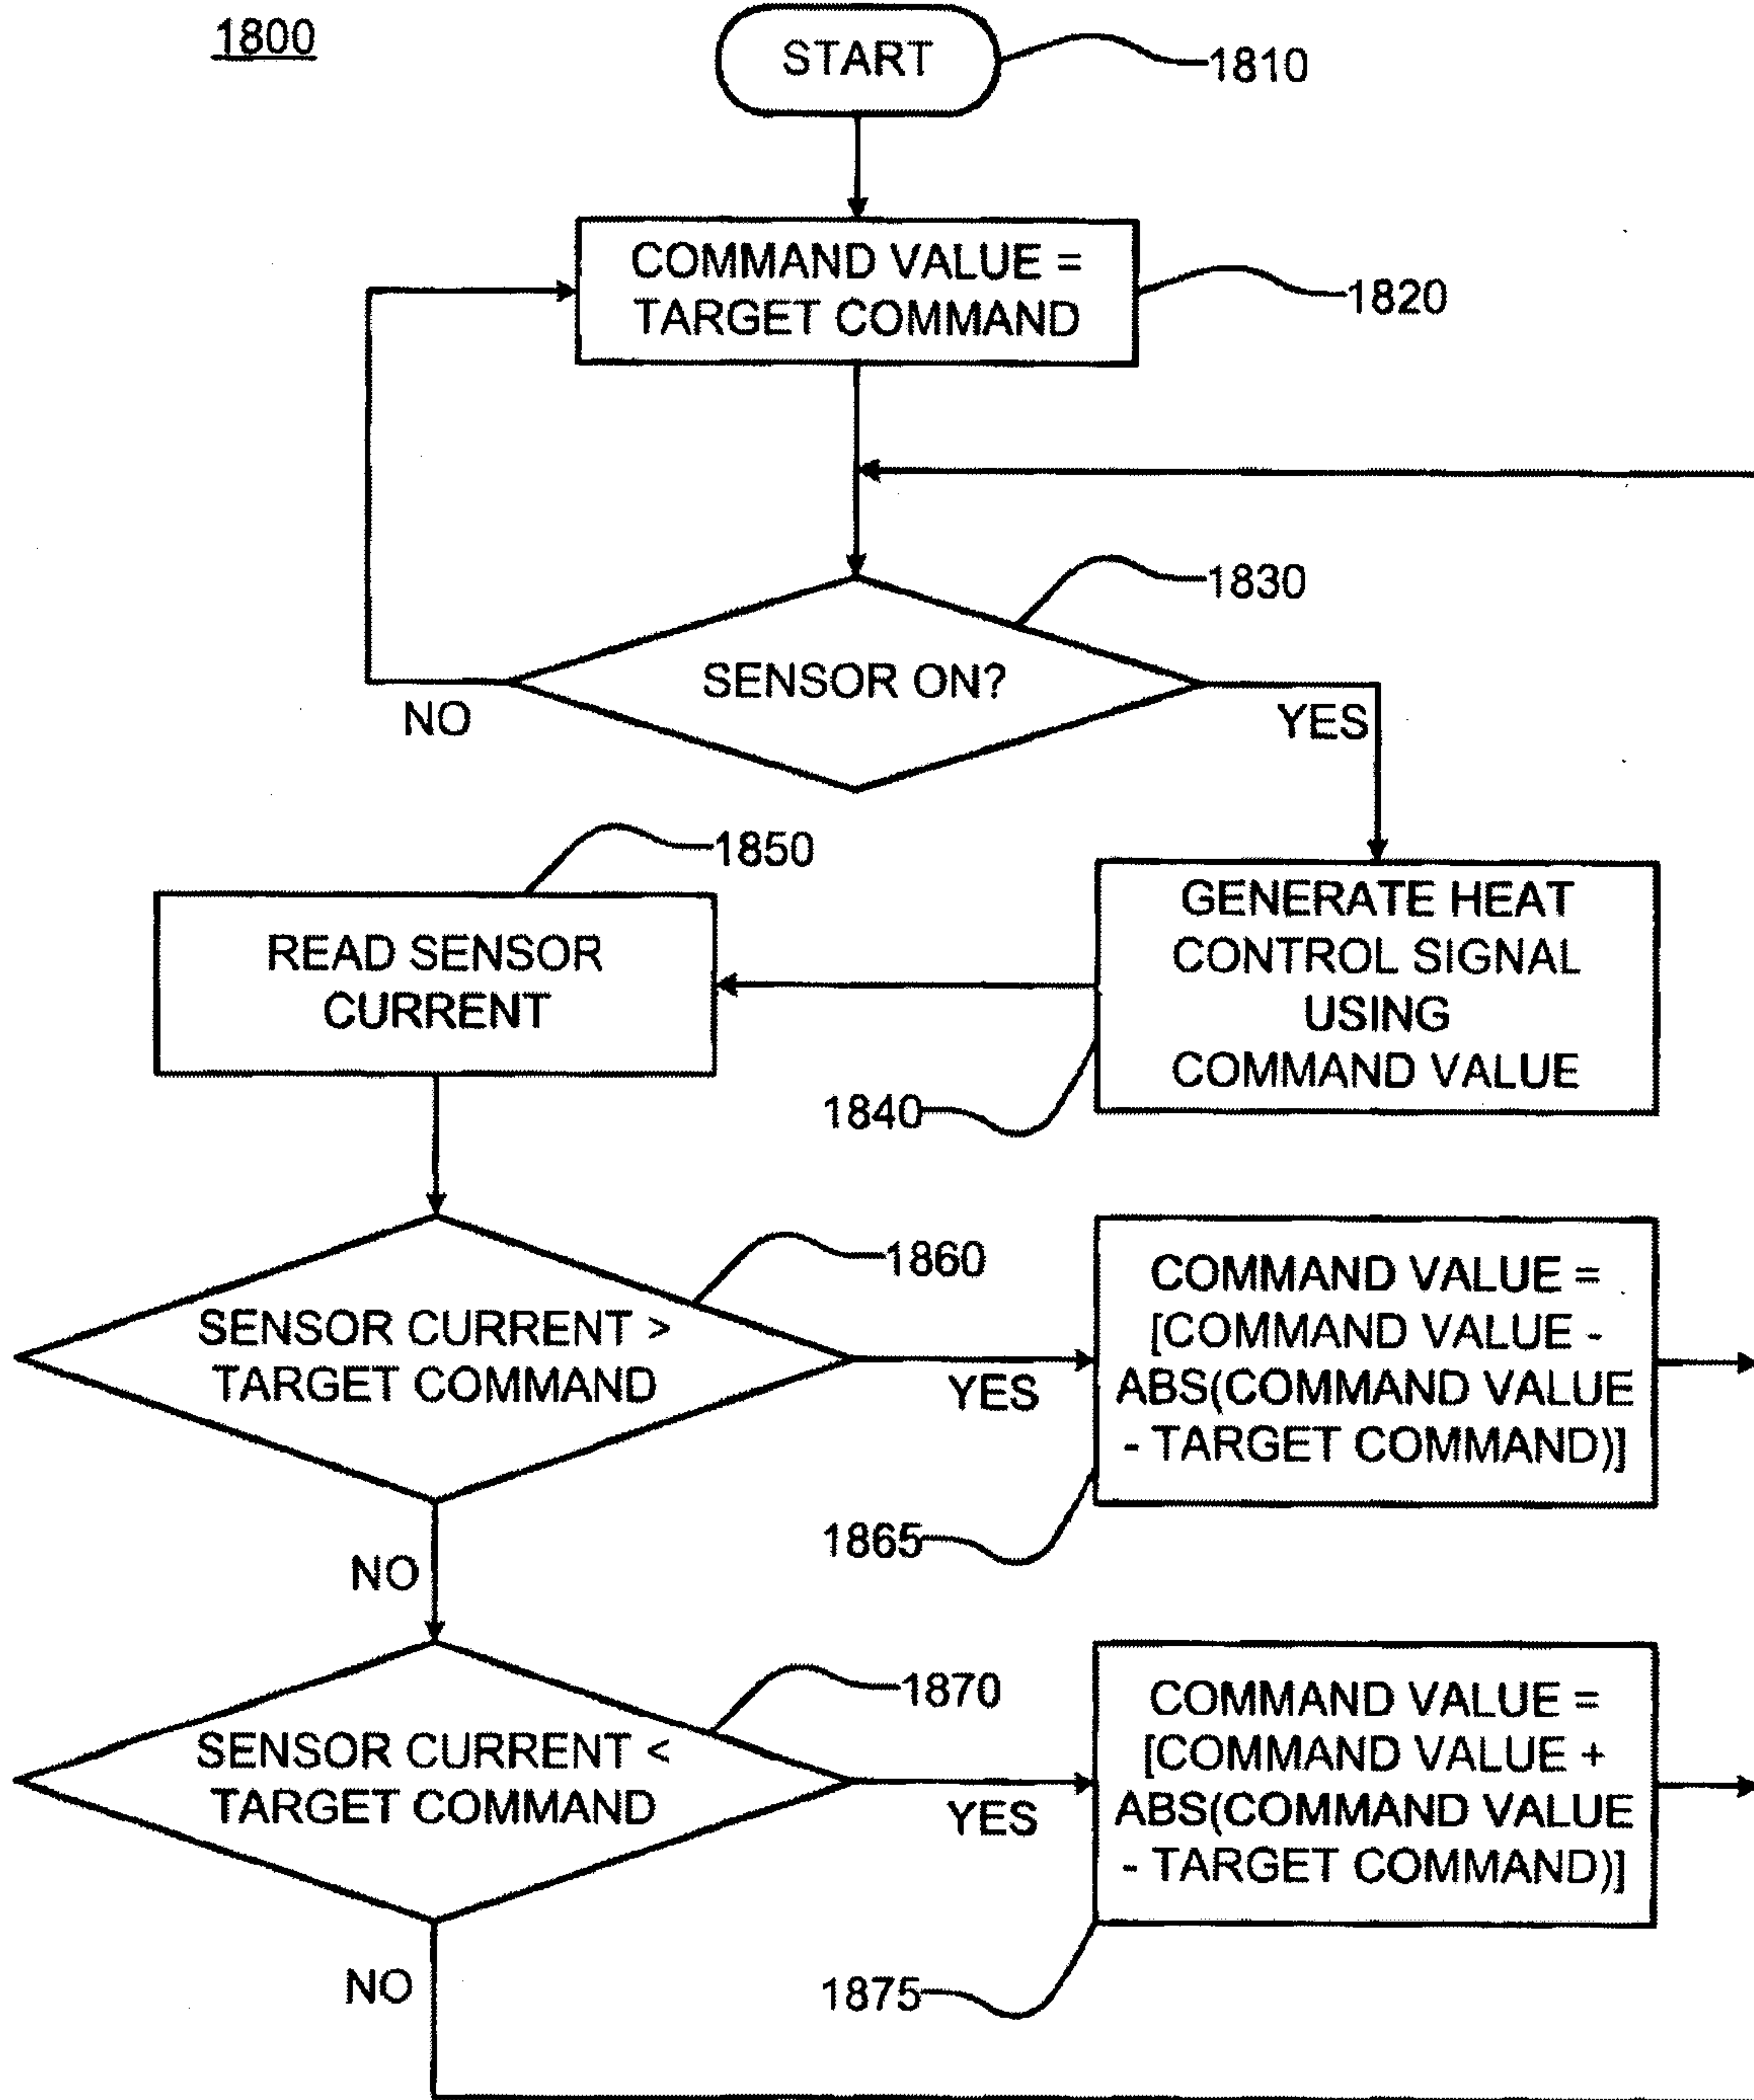 1800
START
1810
COMMAND VALUE =
TARGET COMMAND
1820
1830
SENSOR ON?
NO
YES
1850
READ SENSOR
CURRENT
GENERATE HEAT
CONTROL SIGNAL
USING
COMMAND VALUE
1840
1860
SENSOR CURRENT >
TARGET COMMAND
YES
COMMAND VALUE =
[COMMAND VALUE -
ABS(COMMAND VALUE
- TARGET COMMAND)]
1865
NO
1870
SENSOR CURRENT <
TARGET COMMAND
YES
COMMAND VALUE =
[COMMAND VALUE +
ABS(COMMAND VALUE
- TARGET COMMAND)]
1875
NO